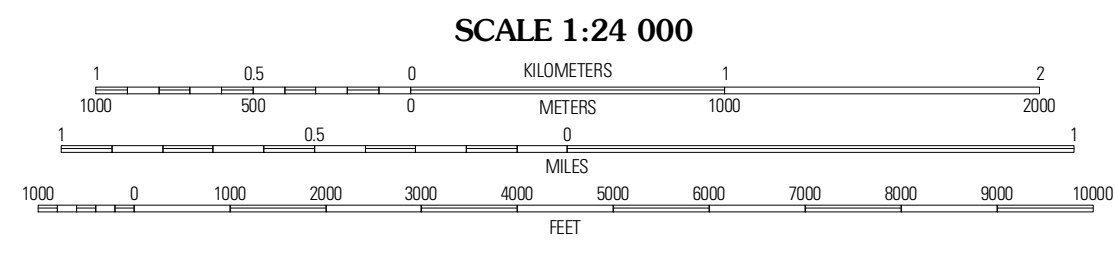 SCALE 1:24 000
1 0.5 0 KILOMETERS 1 2
1000 500 0 METERS 1000 2000
1 0.5 0 1
MILES
1000 0 1000 2000 3000 4000 5000 6000 7000 8000 9000 10000
FEET